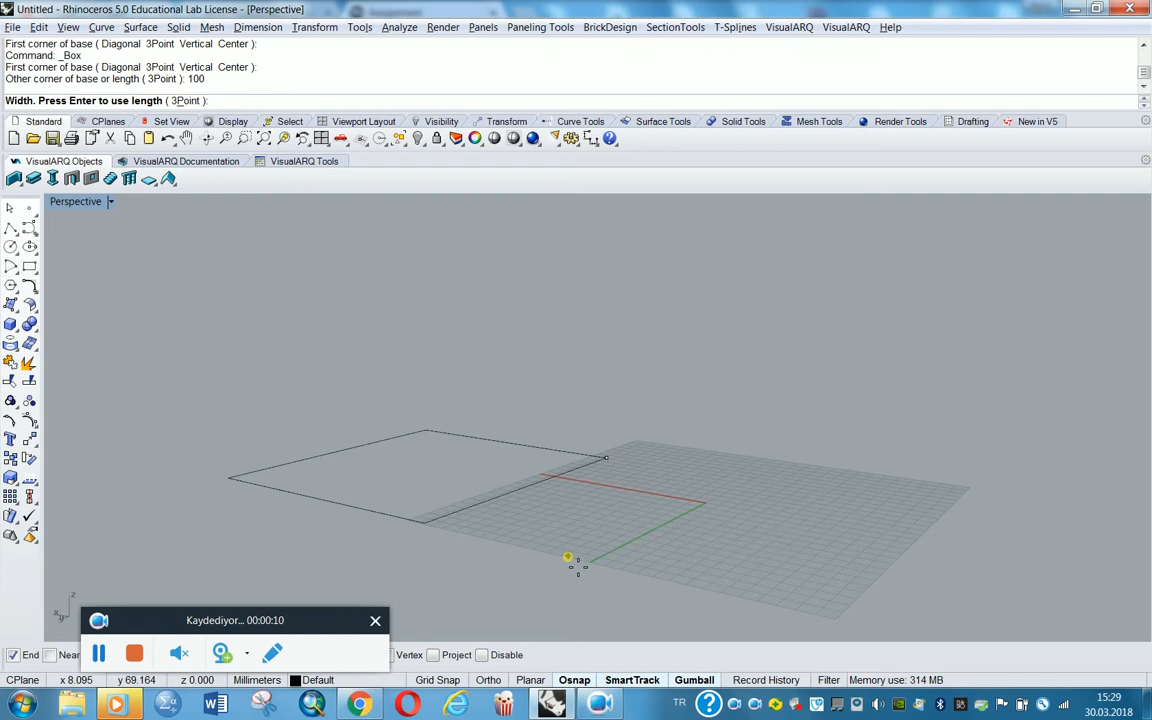 Untitled - Rhinoceros 5.0 Educational Lab License - [Perspective]
File Edit View Curve Surface Solid Mesh Dimension Transform Tools Analyze Render Panels Paneling Tools BrickDesign SectionTools VisualARQ VisualARQ T-Splines Help
First corner of base ( Diagonal 3Point Vertical Center ):
Command: _Box
First corner of base ( Diagonal 3Point Vertical Center ):
Other corner of base or length ( 3Point ): 100
Width. Press Enter to use length ( 3Point ):
Standard CPlanes Set View Display Select Viewport Layout Visibility Transform Curve Tools Surface Tools Solid Tools Mesh Tools Render Tools Drafting New in V5
VisualARQ Objects VisualARQ Documentation VisualARQ Tools
Perspective
z
x
y
Kaydediyor... 00:00:10
End Near Vertex Project Disable
CPlane x 8.095 y 69.164 z 0.000 Millimeters Default Grid Snap Ortho Planar Osnap SmartTrack Gumball Record History Filter Memory use: 314 MB
TR 15:29
30.03.2018